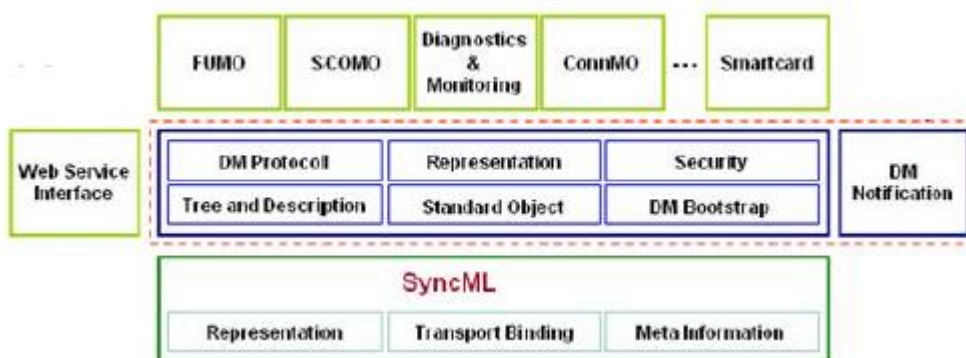 FUMO
SCOMO
Diagnostics
&
Monitoring
ConnMO
...
Smartcard
Web Service
Interface
DM Protocoll
Representation
Security
Tree and Description
Standard Object
DM Bootstrap
DM
Notification
SyncML
Representation
Transport Binding
Meta Information